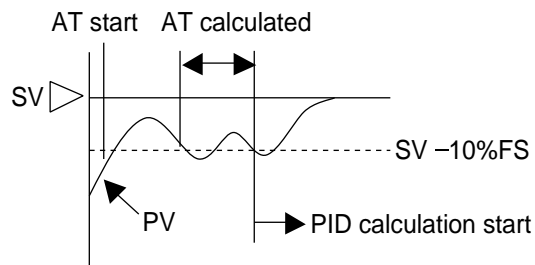 AT start
AT calculated
SV
SV –10%FS
PV
PID calculation start